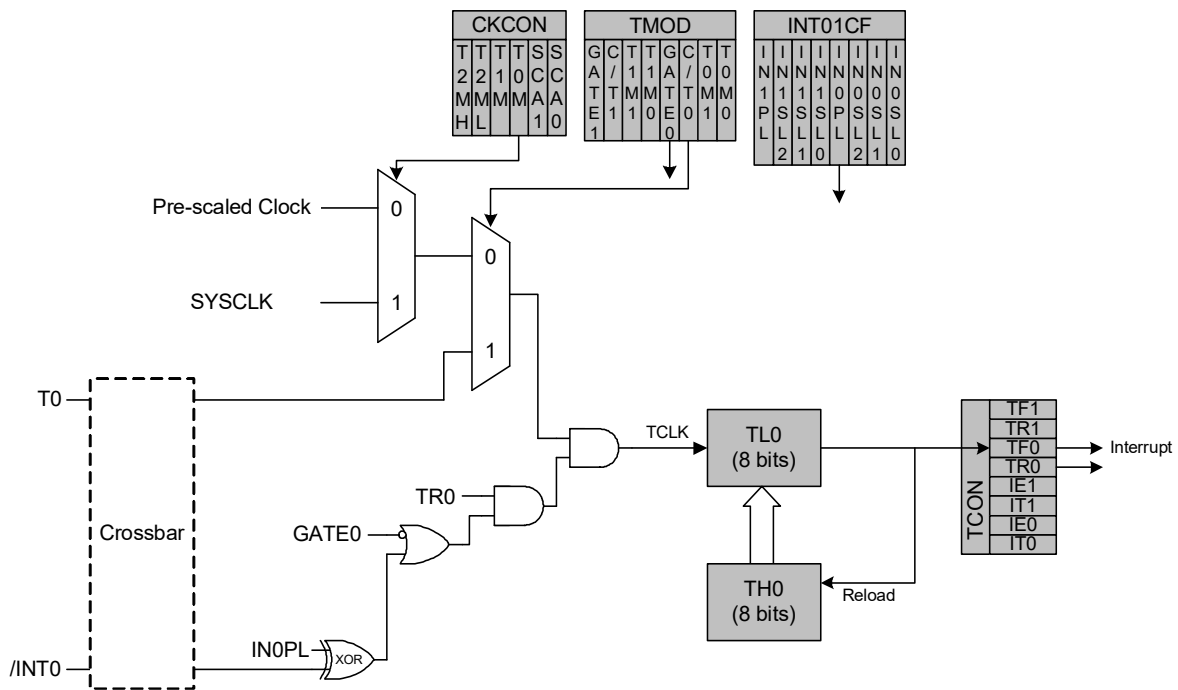 CKCON
TMOD
INT01CF
T2MH
T2ML
T1M
T0M
SCA1
SCA0
GATE1
C/T1
T1M1
T1M0
GATE0
C/T0
T0M1
T0M0
IN1PL
IN1SL2
IN1SL1
IN1SL0
IN0PL
IN0SL2
IN0SL1
IN0SL0
Pre-scaled Clock
0
0
SYSCLK
1
1
T0
Crossbar
TR0
GATE0
IN0PL
XOR
/INT0
TCLK
TL0
(8 bits)
TH0
(8 bits)
Reload
TCON
TF1
TR1
TF0
TR0
IE1
IT1
IE0
IT0
Interrupt